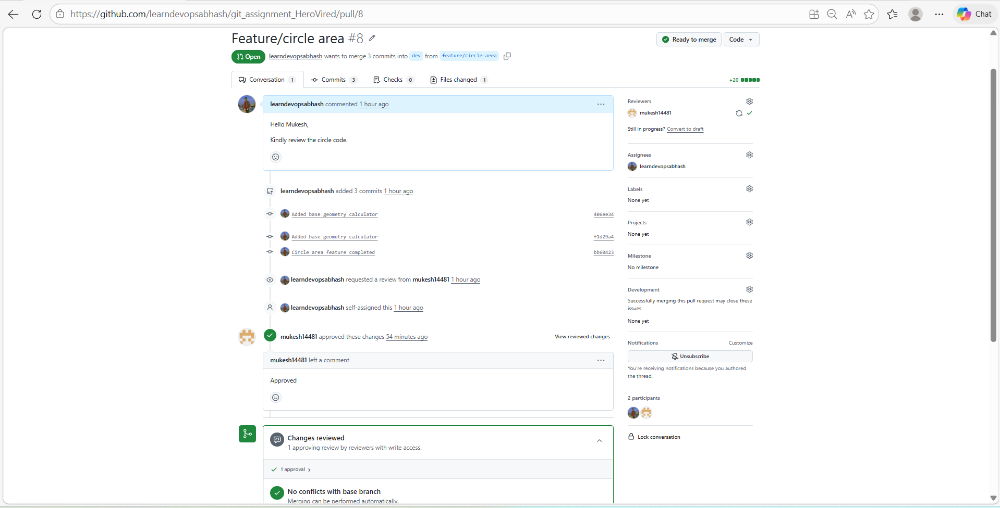 https://github.com/learndevopsabhash/git_assignment_HeroVired/pull/8
Chat
Feature/circle area #8
Ready to merge
Code
Open
learndevopsabhash wants to merge 3 commits into dev from feature/circle-area
Conversation 1
Commits 3
Checks 0
Files changed 1
+20
learndevopsabhash commented 1 hour ago
Hello Mukesh,
Kindly review the circle code.
learndevopsabhash added 3 commits 1 hour ago
Added base geometry calculator 406ee34
Added base geometry calculator f1d29a4
Circle area feature completed bb60423
learndevopsabhash requested a review from mukesh14481 1 hour ago
learndevopsabhash self-assigned this 1 hour ago
mukesh14481 approved these changes 54 minutes ago
View reviewed changes
mukesh14481 left a comment
Approved
Changes reviewed
1 approving review by reviewers with write access.
1 approval
No conflicts with base branch
Merging can be performed automatically.
Reviewers
mukesh14481
Still in progress? Convert to draft
Assignees
learndevopsabhash
Labels
None yet
Projects
None yet
Milestone
No milestone
Development
Successfully merging this pull request may close these
issues.
None yet
Notifications Customize
Unsubscribe
You're receiving notifications because you authored
the thread.
2 participants
Lock conversation